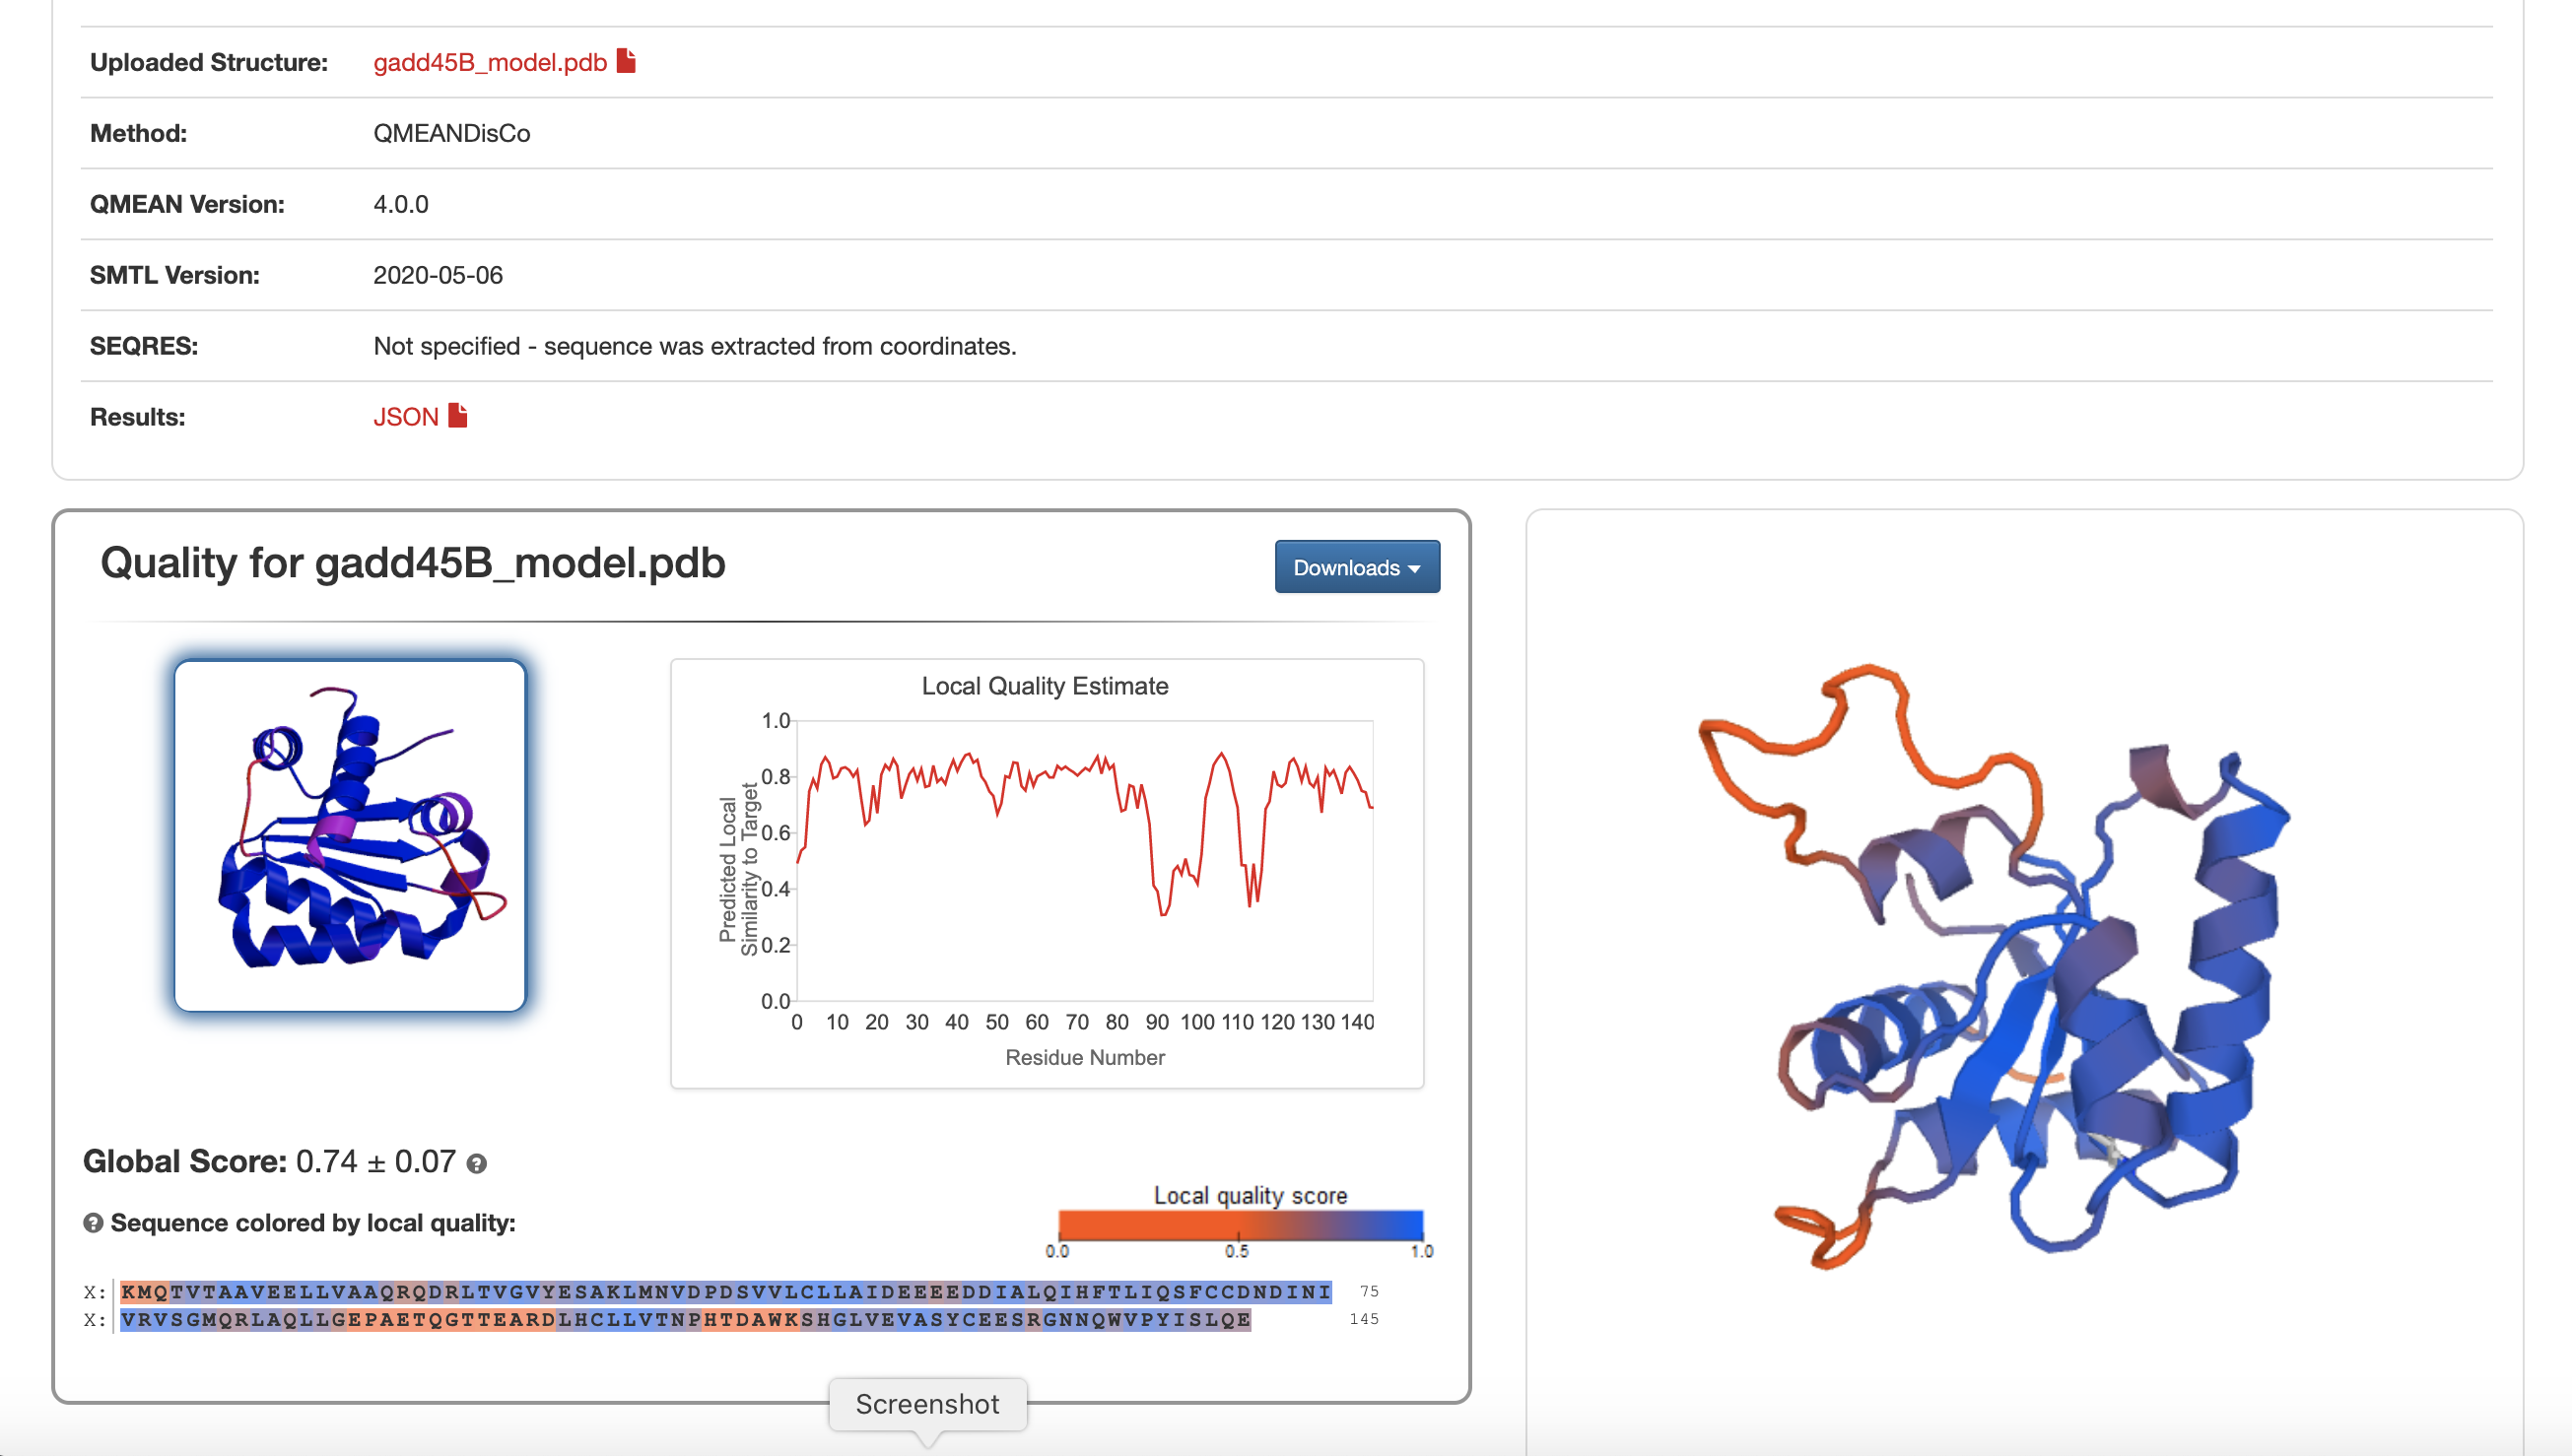 Uploaded Structure: gadd45B_model.pdb
Method: QMEANDisCo
QMEAN Version: 4.0.0
SMTL Version: 2020-05-06
SEQRES: Not specified - sequence was extracted from coordinates.
Results: JSON
Quality for gadd45B_model.pdb
Downloads
Local Quality Estimate
Predicted Local
Similarity to Target
1.0
0.8
0.6
0.4
0.2
0.0
0 10 20 30 40 50 60 70 80 90 100 110 120 130 140
Residue Number
Global Score: 0.74 ± 0.07 ?
Local quality score
0.0 0.5 1.0
? Sequence colored by local quality:
X: KMQTVTAAVEELLVAAQRQDRLTVGVYESAKLMNVDPDSVVLCLLAIDEEEEDDIALQIHFTLIQSFCCDNDINI 75
X: VRVSGMQRLAQLLGEPAETQGTTEARDLHCLLVTNPHTDAWKSHGLVEVASYCEESRGNNQWVPYISLQE 145
Screenshot